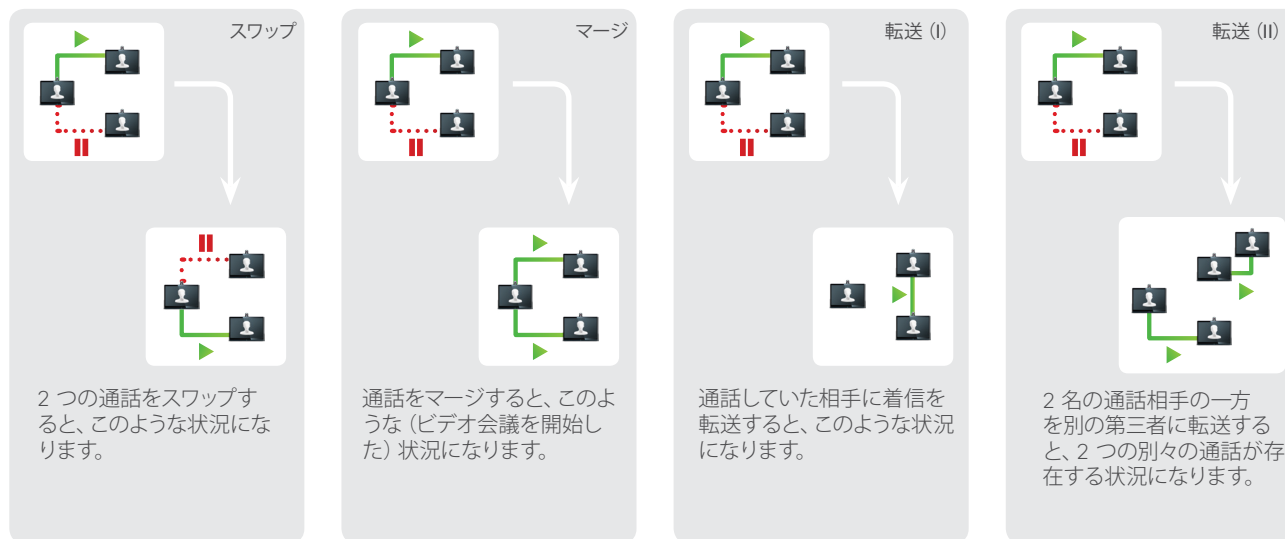 スワップ
2 つの通話をスワップす
ると、このような状況にな
ります。
マージ
通話をマージすると、このよ
うな（ビデオ会議を開始し
た）状況になります。
転送 (I)
通話していた相手に着信を
転送すると、このような状況
になります。
転送 (II)
2 名の通話相手の一方
を別の第三者に転送する
と、2 つの別々の通話が存
在する状況になります。